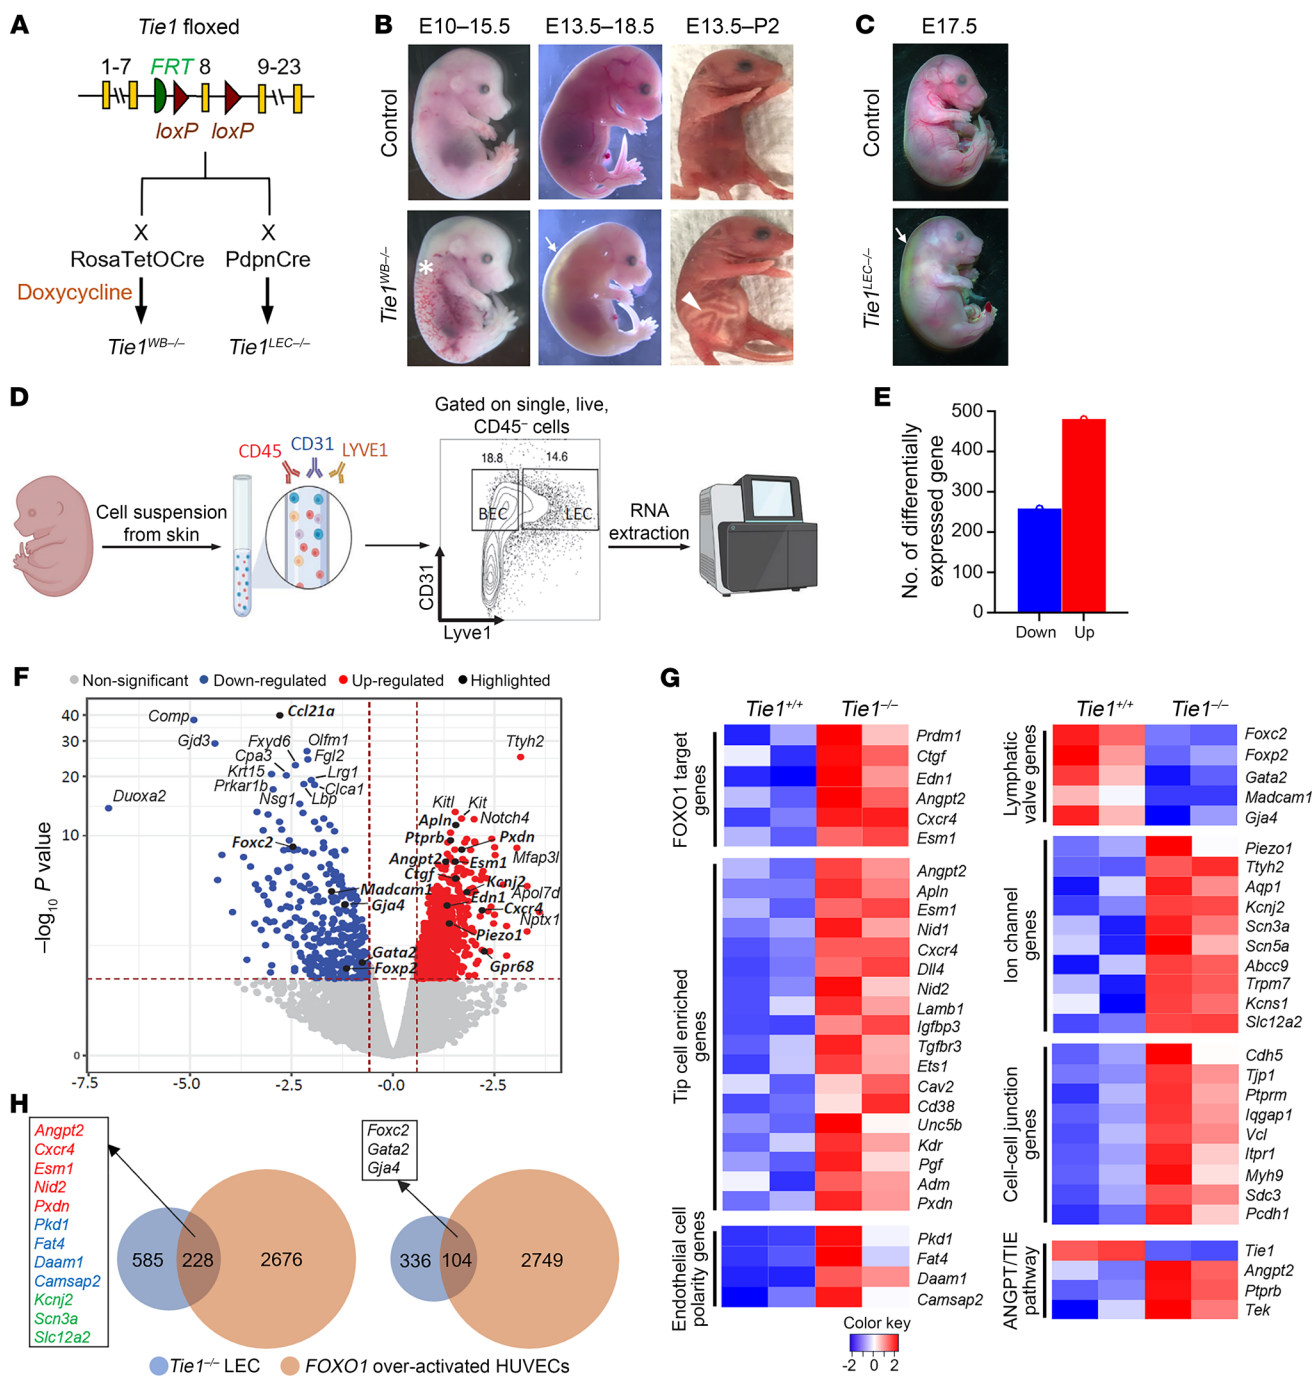 A
Tie1 floxed
1-7 FRT 8 9-23
loxP loxP
X X
RosaTetOCre PdpnCre
Doxycycline
Tie1WB–/– Tie1LEC–/–
B
E10–15.5 E13.5–18.5 E13.5–P2
Control
Tie1WB–/–
*
C
E17.5
Control
Tie1LEC–/–
D
Cell suspension
from skin
CD45 CD31 LYVE1
Gated on single, live,
CD45– cells
18.8 14.6
BEC LEC
CD31
Lyve1
RNA
extraction
E
No. of differentially
expressed gene
500
400
300
200
100
0
Down Up
F
Non-significant Down-regulated Up-regulated Highlighted
–log10 P value
40
30
20
10
0
-7.5 -5.0 -2.5 -0.0 -2.5
Comp
Ccl21a
Gjd3
Fxyd6
Olfm1
Cpa3
Fgl2
Krt15
Lrg1
Prkar1b
Clca1
Nsg1
Lbp
Duoxa2
Foxc2
Madcam1
Gja4
Gata2
Foxp2
Ttyh2
Kitl
Kit
Apln
Notch4
Ptprb
Pxdn
Angpt2
Esm1
Mfap3l
Ctgf
Kcnj2
Edn1
Apol7d
Cxcr4
Nptx1
Piezo1
Gpr68
G
Tie1+/+ Tie1–/–
FOXO1 target
genes
Prdm1
Ctgf
Edn1
Angpt2
Cxcr4
Esm1
Tip cell enriched
genes
Angpt2
Apln
Esm1
Nid1
Cxcr4
Dll4
Nid2
Lamb1
Igfbp3
Tgfbr3
Ets1
Cav2
Cd38
Unc5b
Kdr
Pgf
Adm
Pxdn
Endothelial cell
polarity genes
Pkd1
Fat4
Daam1
Camsap2
Color key
-2 0 2
Tie1+/+ Tie1–/–
Lymphatic
valve genes
Foxc2
Foxp2
Gata2
Madcam1
Gja4
Ion channel
genes
Piezo1
Ttyh2
Aqp1
Kcnj2
Scn3a
Scn5a
Abcc9
Trpm7
Kcns1
Slc12a2
Cell-cell junction
genes
Cdh5
Tjp1
Ptprm
Iqgap1
Vcl
Itpr1
Myh9
Sdc3
Pcdh1
ANGPT/TIE
pathway
Tie1
Angpt2
Ptprb
Tek
H
Angpt2
Cxcr4
Esm1
Nid2
Pxdn
Pkd1
Fat4
Daam1
Camsap2
Kcnj2
Scn3a
Slc12a2
585 228 2676
Foxc2
Gata2
Gja4
336 104 2749
Tie1–/– LEC FOXO1 over-activated HUVECs